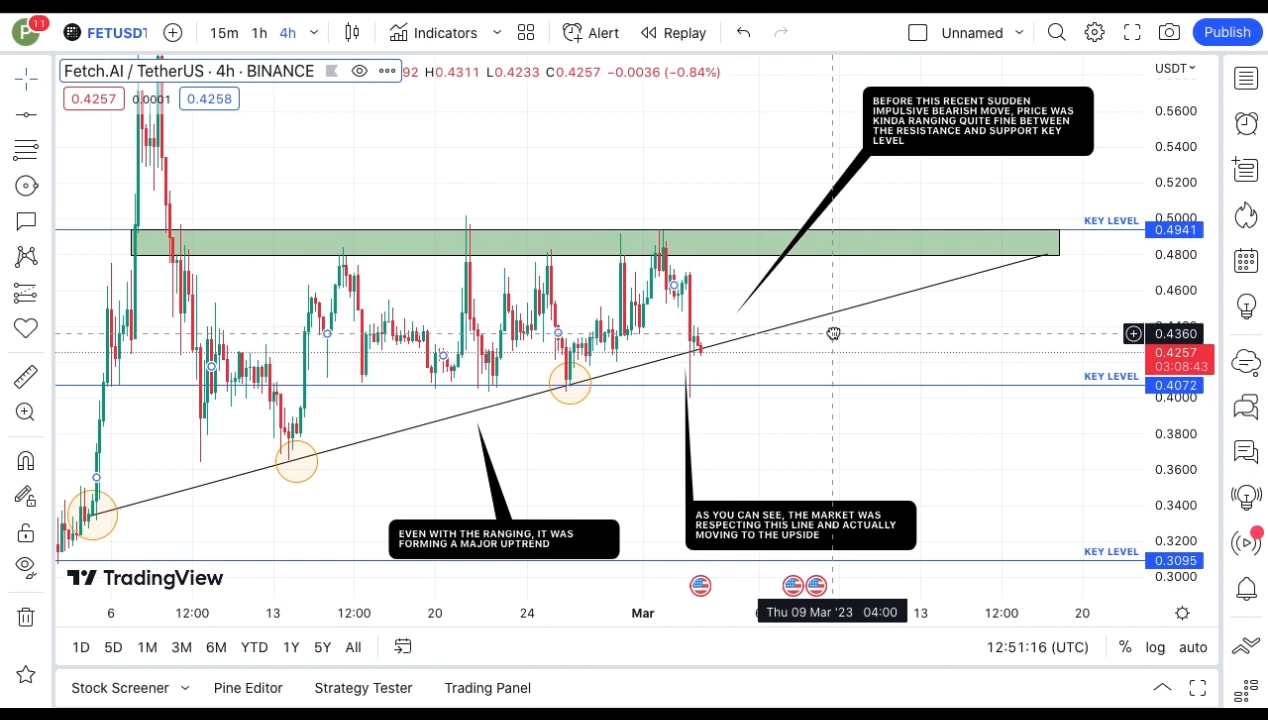 P 11 FETUSDT 15m 1h 4h Indicators Alert Replay Unnamed Publish
Fetch.AI / TetherUS · 4h · BINANCE 92 H0.4311 L0.4233 C0.4257 −0.0036 (−0.84%)
USDT
0.4257 0.0001 0.4258
BEFORE THIS RECENT SUDDEN
IMPULSIVE BEARISH MOVE, PRICE WAS
KINDA RANGING QUITE FINE BETWEEN
THE RESISTANCE AND SUPPORT KEY
LEVEL
0.5600
0.5400
0.5200
0.5000
KEY LEVEL 0.4941
0.4800
0.4600
0.4360
0.4257
03:08:43
KEY LEVEL 0.4072
0.4000
0.3800
0.3600
0.3400
0.3200
KEY LEVEL 0.3095
0.3000
EVEN WITH THE RANGING, IT WAS
FORMING A MAJOR UPTREND
AS YOU CAN SEE, THE MARKET WAS
RESPECTING THIS LINE AND ACTUALLY
MOVING TO THE UPSIDE
TradingView
6 12:00 13 12:00 20 24 Mar Thu 09 Mar '23 04:00 13 12:00 20
1D 5D 1M 3M 6M YTD 1Y 5Y All 12:51:16 (UTC) % log auto
Stock Screener Pine Editor Strategy Tester Trading Panel